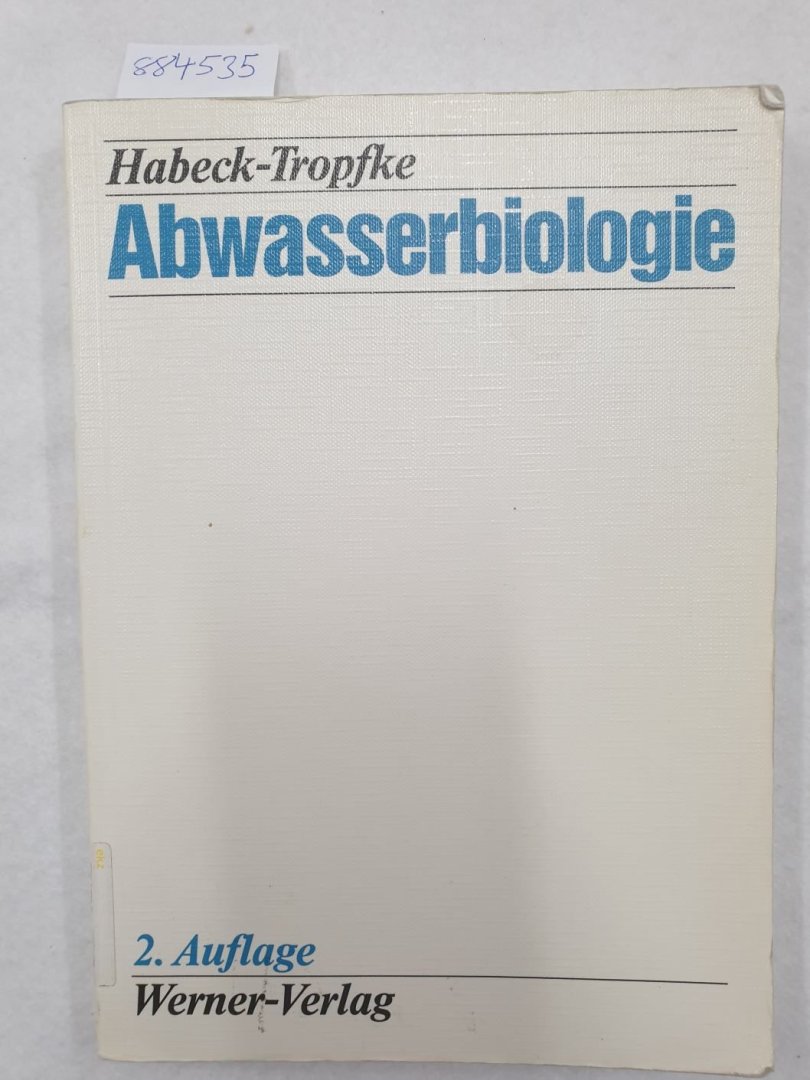 884535
Habeck-Tropfke
Abwasserbiologie
2. Auflage
Werner-Verlag